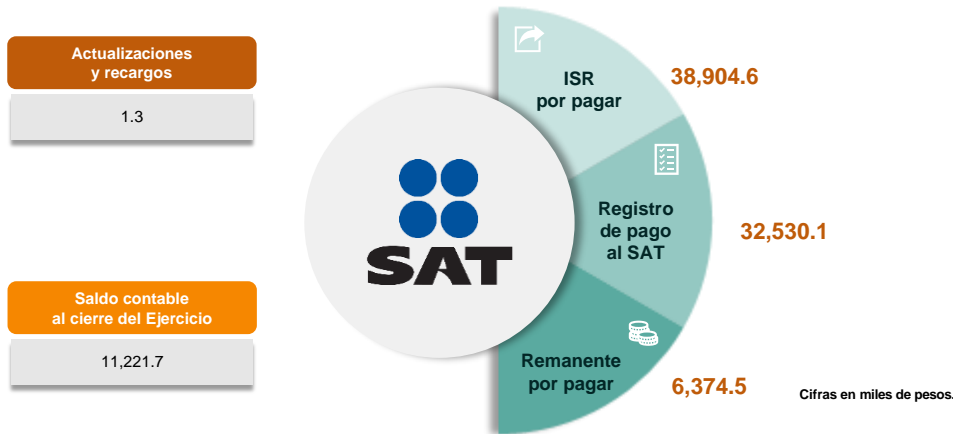 Actualizaciones
y recargos
1.3
Saldo contable
al cierre del Ejercicio
11,221.7
SAT
ISR
por pagar
38,904.6
Registro
de pago
al SAT
32,530.1
Remanente
por pagar
6,374.5
Cifras en miles de pesos.